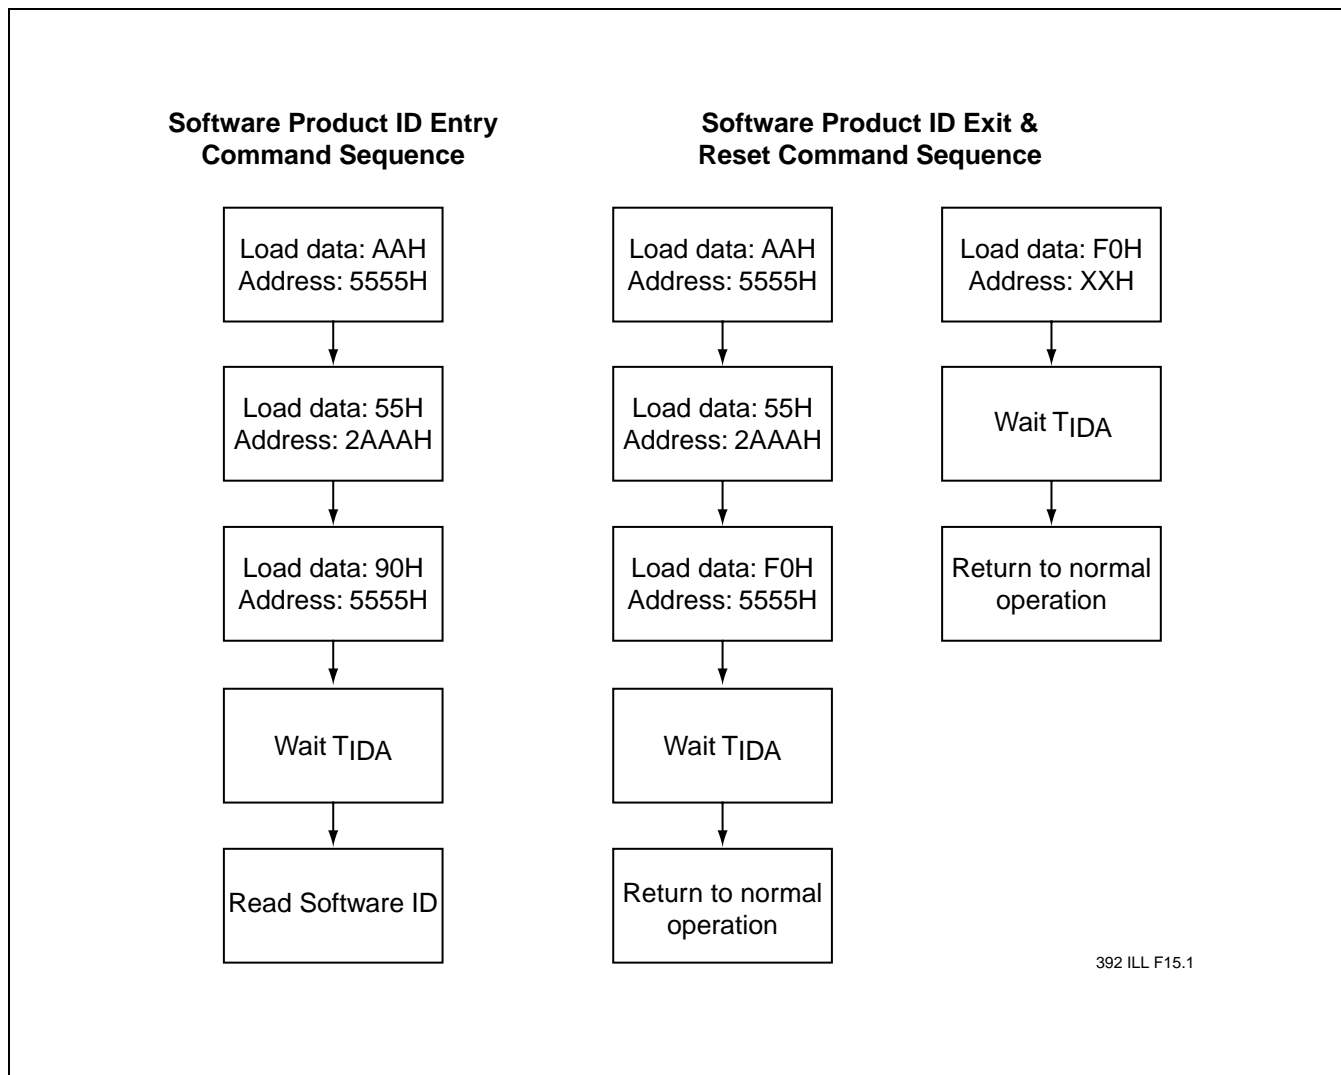 Software Product ID Entry
Command Sequence
Load data: AAH
Address: 5555H
Load data: 55H
Address: 2AAAH
Load data: 90H
Address: 5555H
Wait TIDA
Read Software ID
Software Product ID Exit &
Reset Command Sequence
Load data: AAH
Address: 5555H
Load data: 55H
Address: 2AAAH
Load data: F0H
Address: 5555H
Wait TIDA
Return to normal
operation
Load data: F0H
Address: XXH
Wait TIDA
Return to normal
operation
392 ILL F15.1